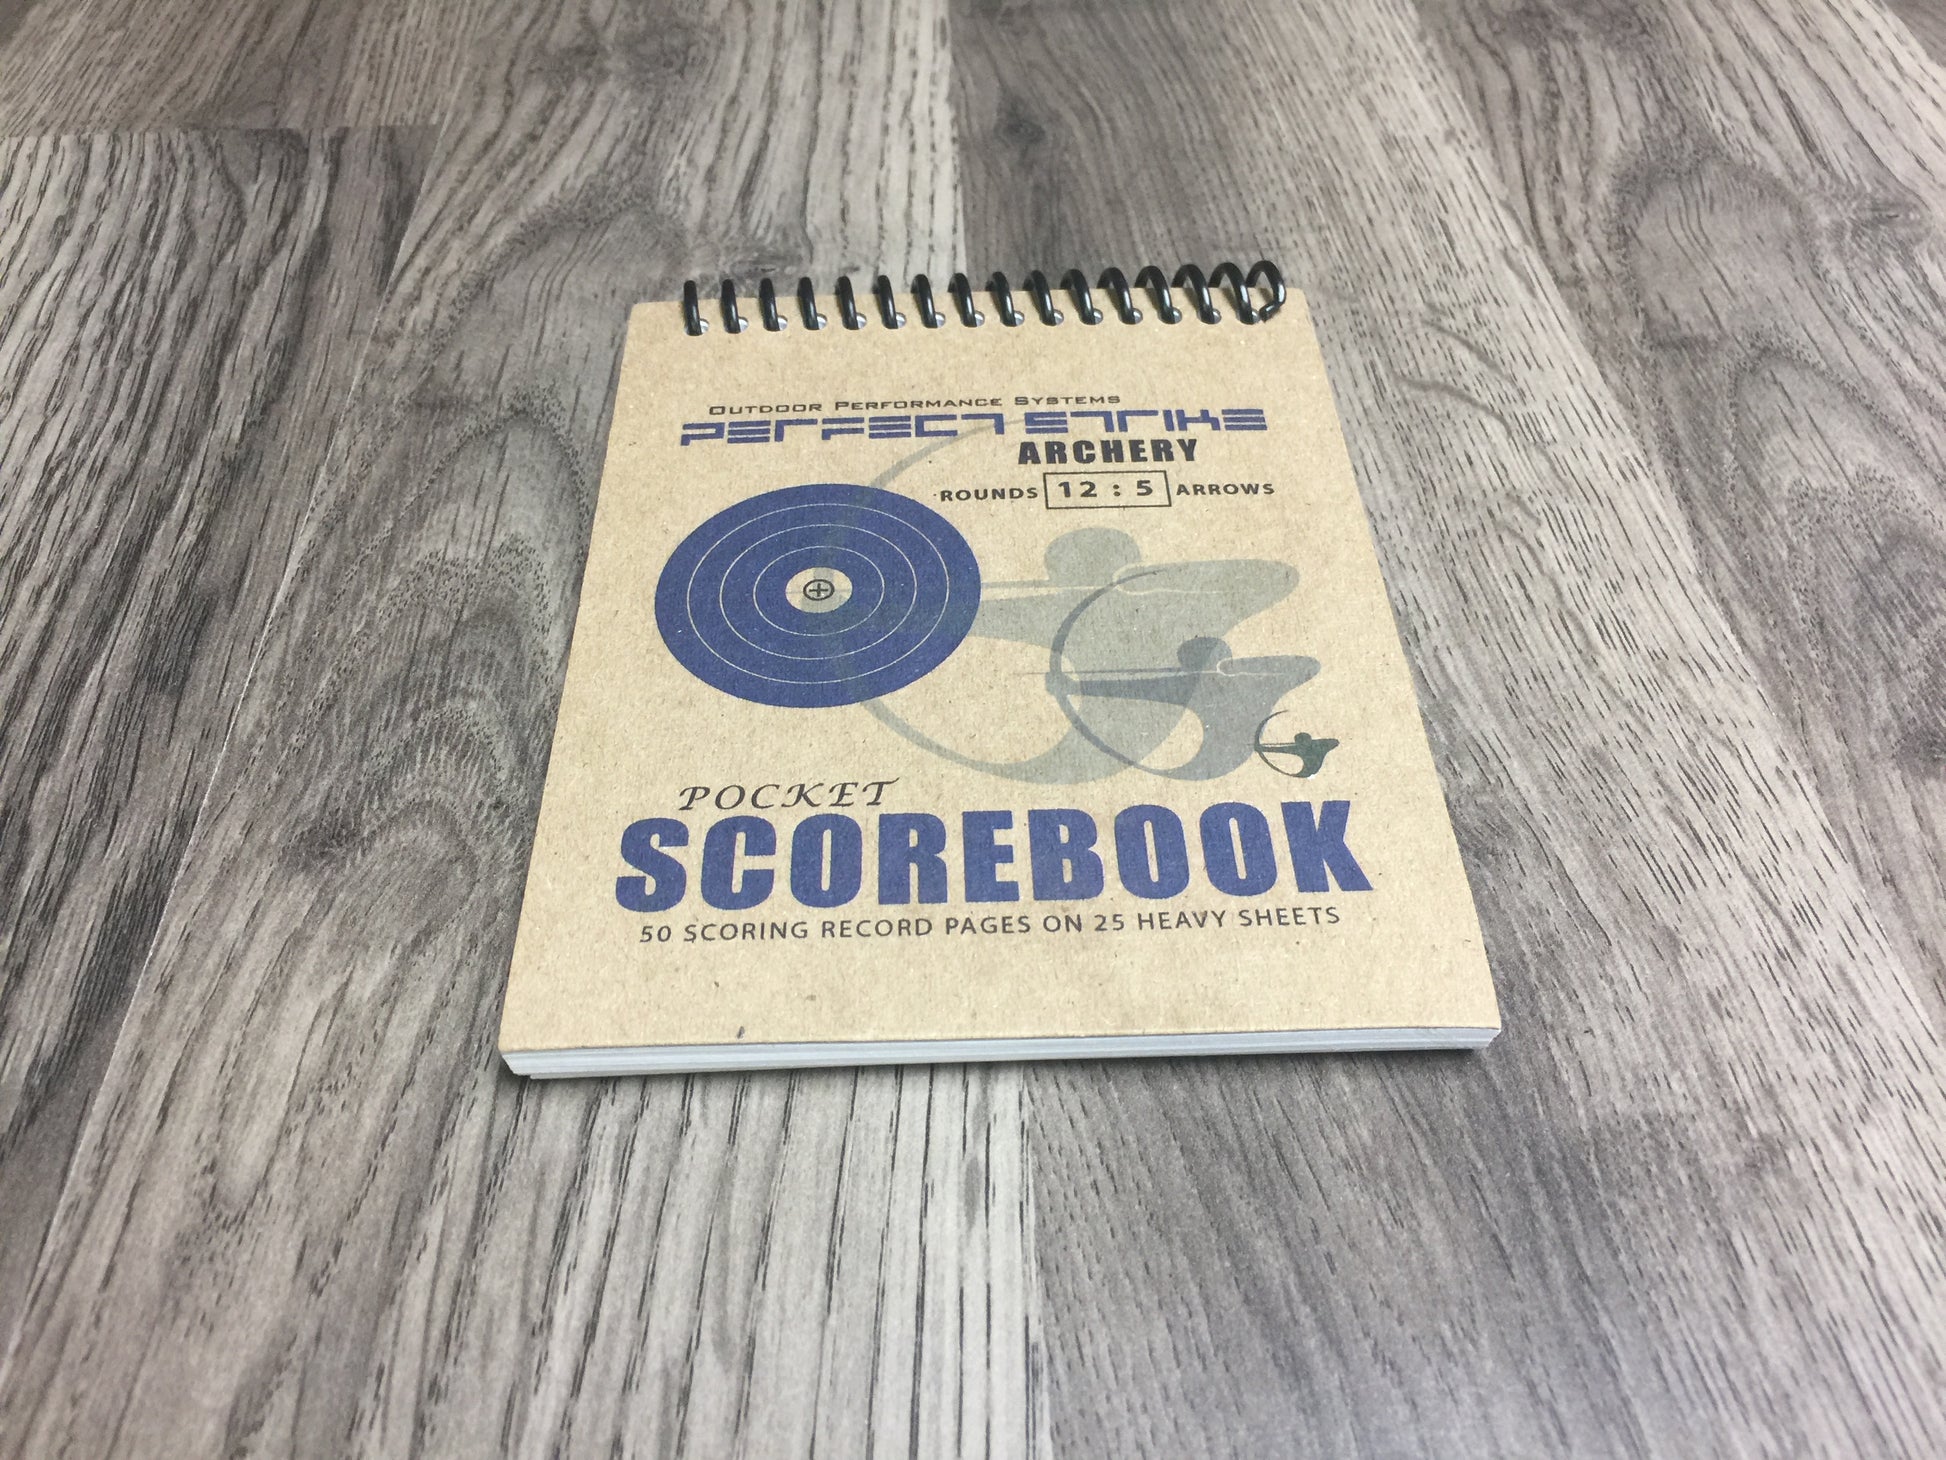 Outdoor Performance Systems
PERFECT STRIKE
ARCHERY
ROUNDS 12 : 5 ARROWS
POCKET
SCOREBOOK
50 SCORING RECORD PAGES ON 25 HEAVY SHEETS